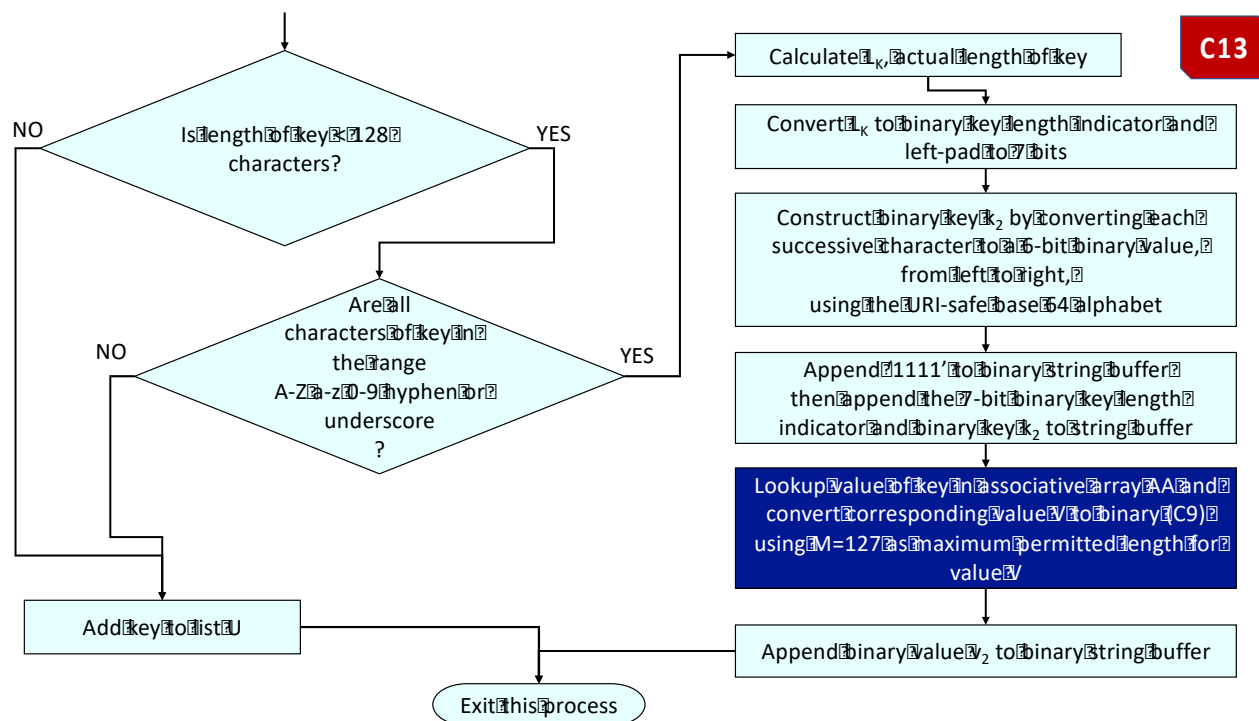 C13
Is length of key < 128
characters?
NO
YES
Are all
characters of key in
the range
A-Z a-z 0-9 hyphen or
underscore
?
NO
YES
Add key to list U
Calculate LK, actual length of key
Convert LK to binary key length indicator and
left-pad to 7 bits
Construct binary key k2 by converting each
successive character to a 6-bit binary value,
from left to right,
using the URI-safe base 64 alphabet
Append '1111' to binary string buffer
then append the 7-bit binary key length
indicator and binary key k2 to string buffer
Lookup value of key in associative array AA and
convert corresponding value V to binary (C9)
using M=127 as maximum permitted length for
value V
Append binary value v2 to binary string buffer
Exit this process